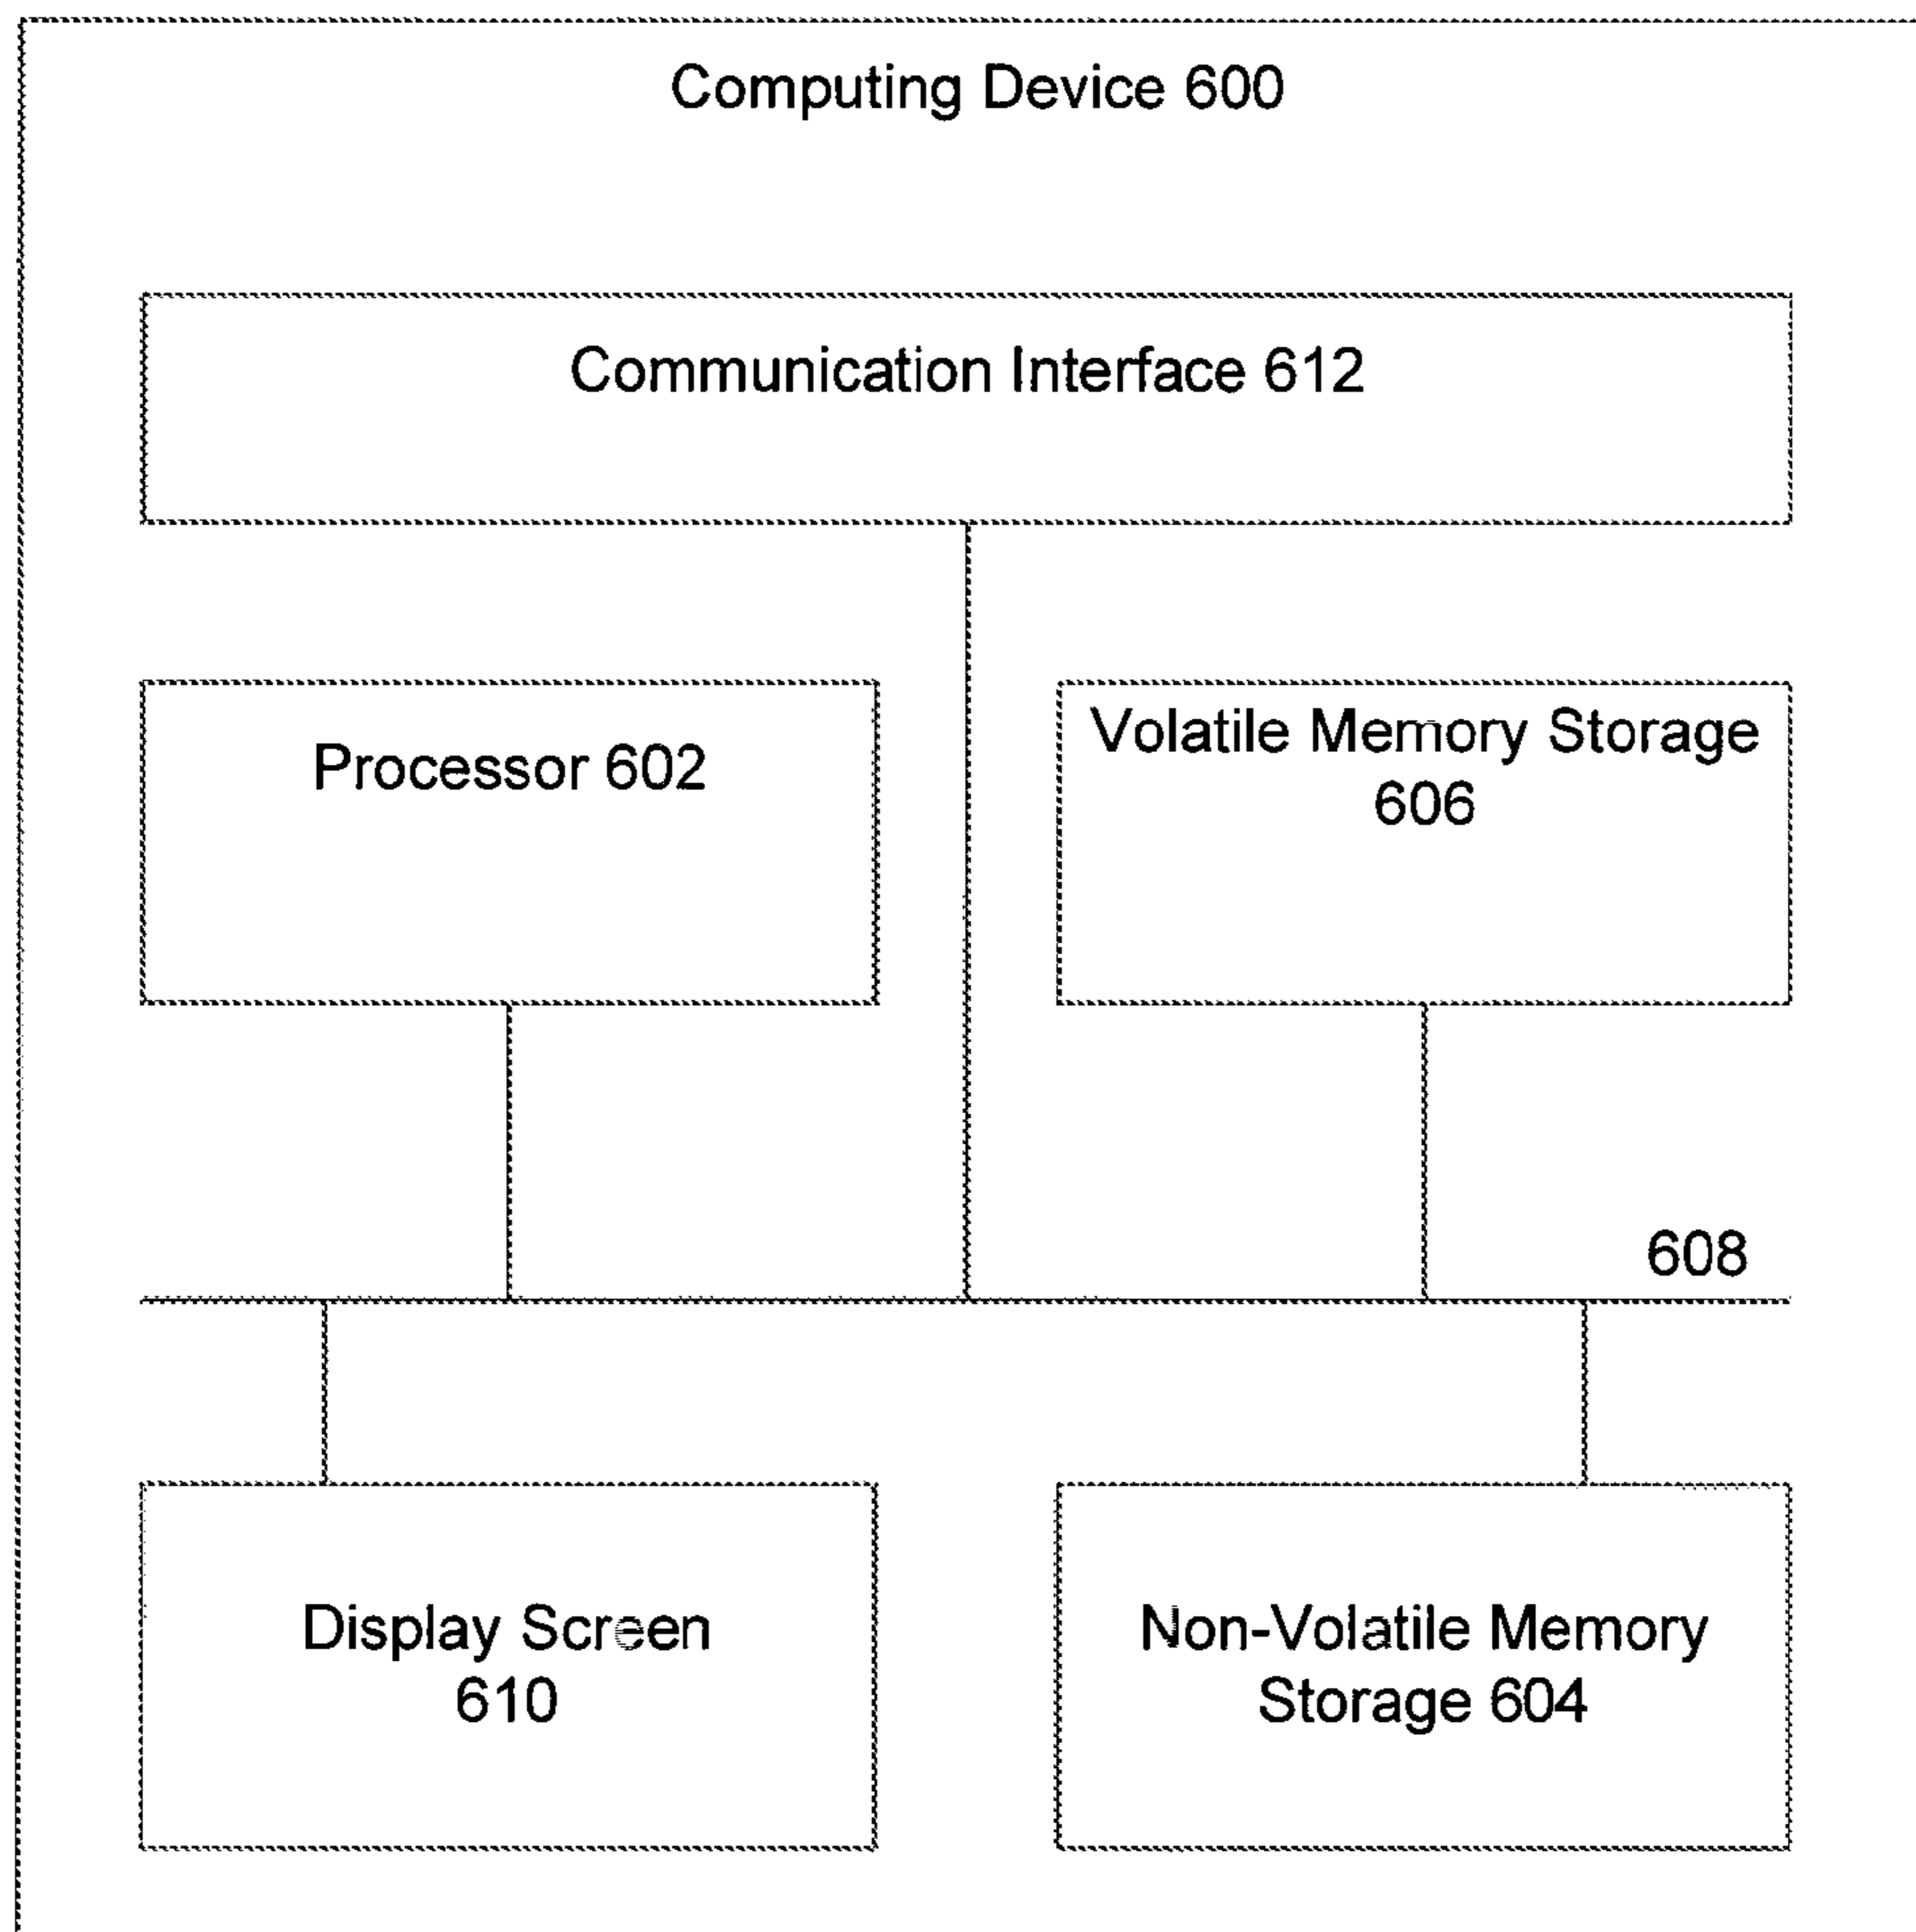 Computing Device 600
Communication Interface 612
Processor 602
Volatile Memory Storage
606
608
Display Screen
610
Non-Volatile Memory
Storage 604